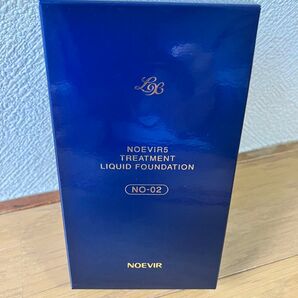 NOEVIR5
TREATMENT
LIQUID FOUNDATION
NO-02
NOEVIR